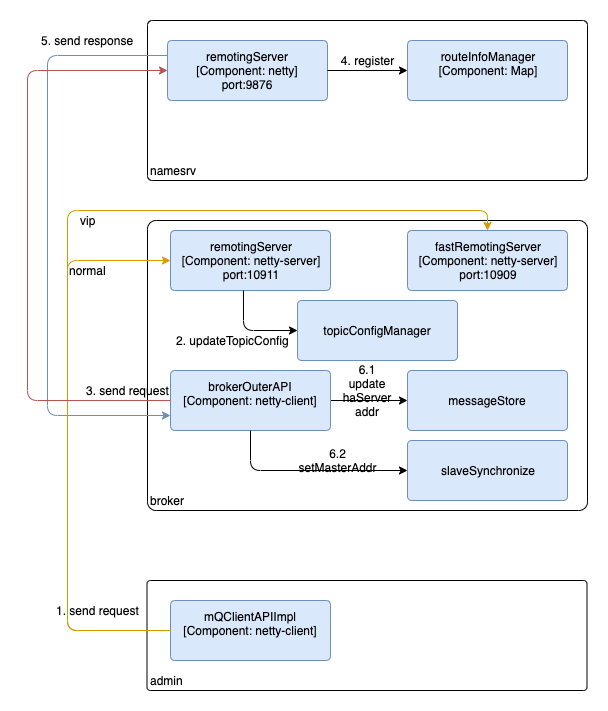 5. send response
remotingServer
[Component: netty]
port:9876
4. register
routeInfoManager
[Component: Map]
namesrv
vip
normal
remotingServer
[Component: netty-server]
port:10911
fastRemotingServer
[Component: netty-server]
port:10909
2. updateTopicConfig
topicConfigManager
3. send request
brokerOuterAPI
[Component: netty-client]
6.1
update
haServer
addr
messageStore
6.2
setMasterAddr
slaveSynchronize
broker
1. send request
mQClientAPIImpl
[Component: netty-client]
admin